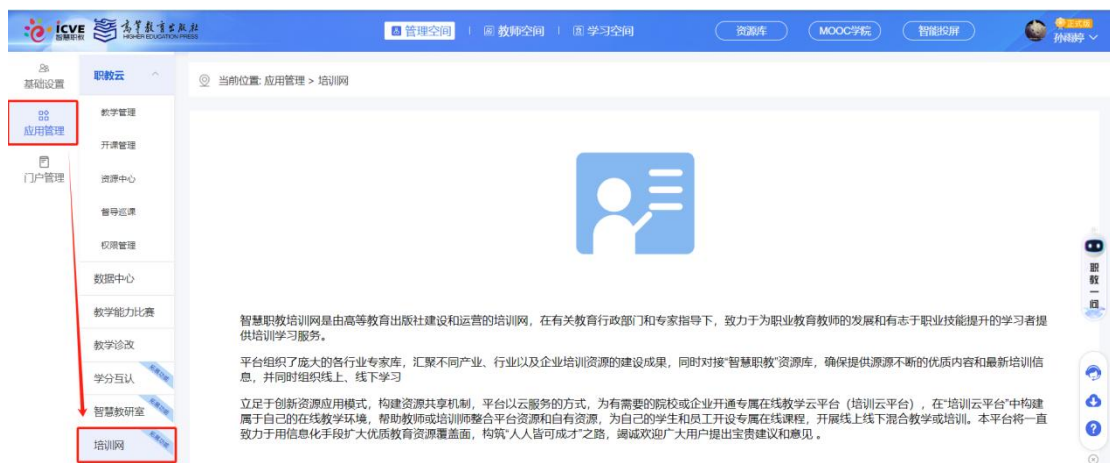 icve 智慧职教 高等教育出版社 HIGHER EDUCATION PRESS 管理空间 教师空间 学习空间 资源库 MOOC学院 智能投屏 正式版
孙雨婷
基础设置
应用管理
门户管理
职教云
教学管理
开课管理
资源中心
督导巡课
权限管理
数据中心
教学能力比赛
教学诊改
学分互认
智慧教研室
培训网
当前位置: 应用管理 > 培训网
智慧职教培训网是由高等教育出版社建设和运营的培训网，在有关教育行政部门和专家指导下，致力于为职业教育教师的发展和有志于职业技能提升的学习者提
供培训学习服务。
平台组织了庞大的各行业专家库，汇聚不同产业、行业以及企业培训资源的建设成果，同时对接“智慧职教”资源库，确保提供源源不断的优质内容和最新培训信
息，并同时组织线上、线下学习
立足于创新资源应用模式，构建资源共享机制，平台以云服务的方式，为有需要的院校或企业开通专属在线教学云平台（培训云平台），在“培训云平台”中构建
属于自己的在线教学环境，帮助教师或培训师整合平台资源和自有资源，为自己的学生和员工开设专属在线课程，开展线上线下混合教学或培训。本平台将一直
致力于用信息化手段扩大优质教育资源覆盖面，构筑“人人皆可成才”之路，竭诚欢迎广大用户提出宝贵建议和意见 。
职教一问